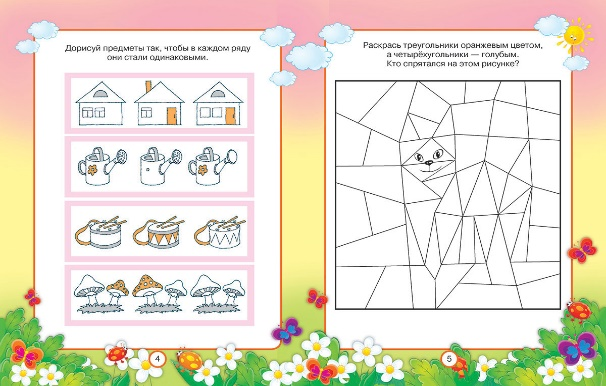 Дорисуй предметы так, чтобы в каждом ряду
они стали одинаковыми.
4
Раскрась треугольники оранжевым цветом,
а четырёхугольники — голубым.
Кто спрятался на этом рисунке?
5